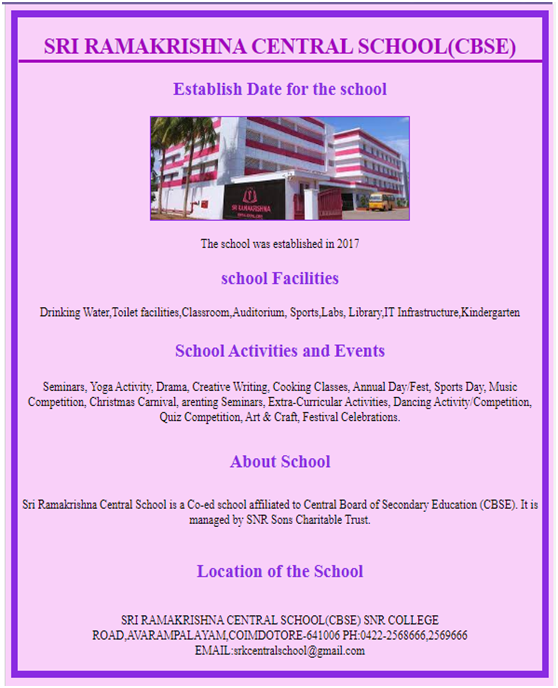 SRI RAMAKRISHNA CENTRAL SCHOOL(CBSE)
Establish Date for the school
SRI RAMAKRISHNA
The school was established in 2017
school Facilities
Drinking Water,Toilet facilities,Classroom,Auditorium, Sports,Labs, Library,IT Infrastructure,Kindergarten
School Activities and Events
Seminars, Yoga Activity, Drama, Creative Writing, Cooking Classes, Annual Day/Fest, Sports Day, Music
Competition, Christmas Carnival, arenting Seminars, Extra-Curricular Activities, Dancing Activity/Competition,
Quiz Competition, Art & Craft, Festival Celebrations.
About School
Sri Ramakrishna Central School is a Co-ed school affiliated to Central Board of Secondary Education (CBSE). It is
managed by SNR Sons Charitable Trust.
Location of the School
SRI RAMAKRISHNA CENTRAL SCHOOL(CBSE) SNR COLLEGE
ROAD,AVARAMPALAYAM,COIMDOTORE-641006 PH:0422-2568666,2569666
EMAIL:srkcentralschool@gmail.com